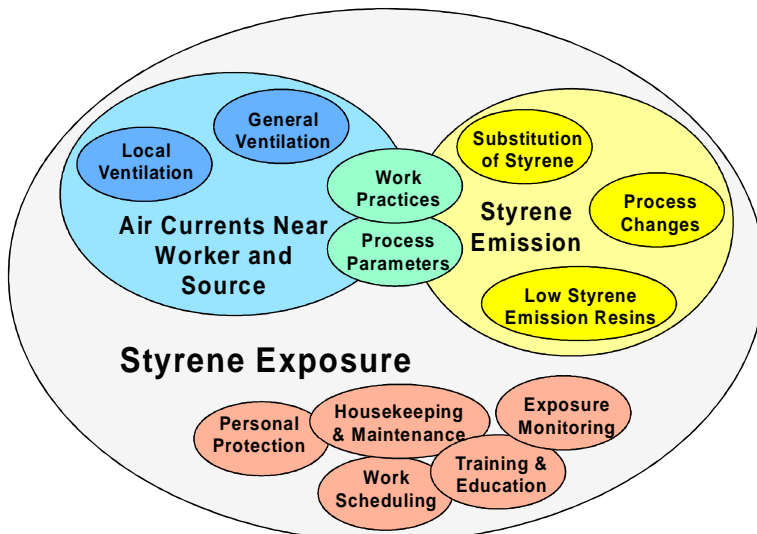 General
Ventilation
Local
Ventilation
Air Currents Near
Worker and
Source
Work
Practices
Process
Parameters
Substitution
of Styrene
Styrene
Emission
Process
Changes
Low Styrene
Emission Resins
Styrene Exposure
Personal
Protection
Housekeeping
& Maintenance
Exposure
Monitoring
Work
Scheduling
Training &
Education